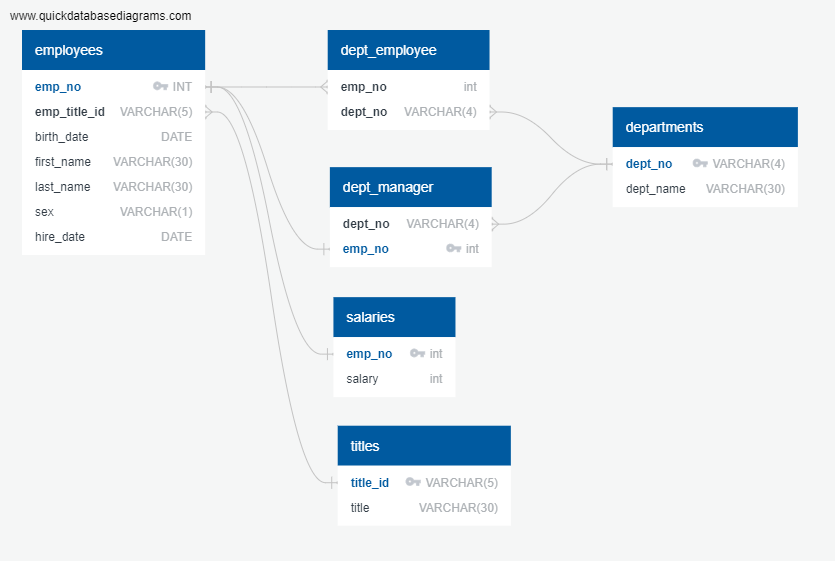 www.quickdatabasediagrams.com
employees
emp_no INT
emp_title_id VARCHAR(5)
birth_date DATE
first_name VARCHAR(30)
last_name VARCHAR(30)
sex VARCHAR(1)
hire_date DATE
dept_employee
emp_no int
dept_no VARCHAR(4)
dept_manager
dept_no VARCHAR(4)
emp_no int
salaries
emp_no int
salary int
titles
title_id VARCHAR(5)
title VARCHAR(30)
departments
dept_no VARCHAR(4)
dept_name VARCHAR(30)